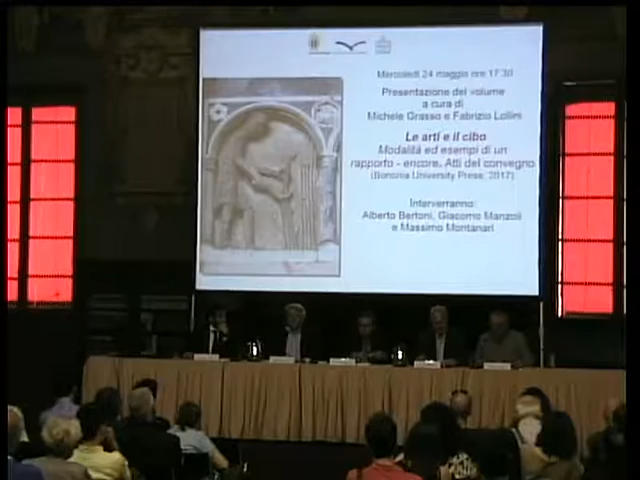 Mercoledì 24 maggio ore 17.30
Presentazione del volume
a cura di
Michele Grasso e Fabrizio Lollini
Le arti e il cibo
Modalità ed esempi di un
rapporto - encore. Atti del convegno
(Bononia University Press, 2017)
Interverranno:
Alberto Bertoni, Giacomo Manzoli
e Massimo Montanari